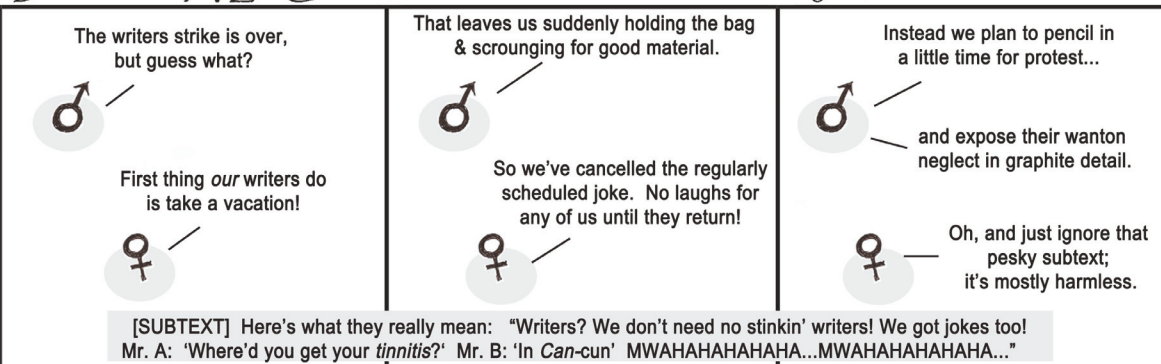 The writers strike is over,
but guess what?
First thing our writers do
is take a vacation!
That leaves us suddenly holding the bag
& scrounging for good material.
So we've cancelled the regularly
scheduled joke.  No laughs for
any of us until they return!
Instead we plan to pencil in
a little time for protest...
and expose their wanton
neglect in graphite detail.
Oh, and just ignore that
pesky subtext;
it's mostly harmless.
[SUBTEXT]  Here's what they really mean:   "Writers? We don't need no stinkin' writers! We got jokes too!
Mr. A:  'Where'd you get your tinnitis?'  Mr. B: 'In Can-cun'  MWAHAHAHAHAHA...MWAHAHAHAHAHA..."